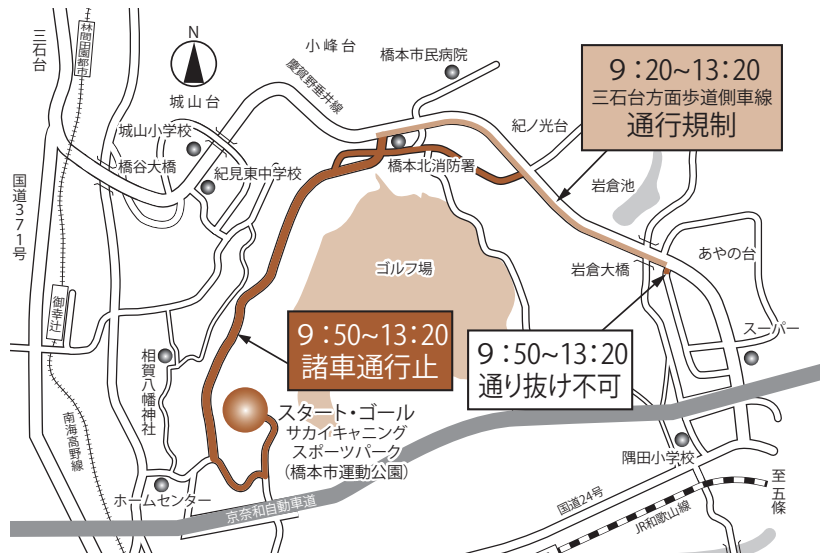 三石台
林間田園都市
N
城山台
小峰台
橋本市民病院
慶賀野垂井線
9：20~13：20
三石台方面歩道側車線
通行規制
紀ノ光台
城山小学校
橋谷大橋
紀見東中学校
橋本北消防署
岩倉池
国道371号
ゴルフ場
岩倉大橋
あやの台
御幸辻
9：50~13：20
諸車通行止
9：50~13：20
通り抜け不可
スーパー
相賀八幡神社
スタート・ゴール
サカイキャニング
スポーツパーク
（橋本市運動公園）
南海高野線
ホームセンター
隅田小学校
京奈和自動車道
国道24号
JR和歌山線
至 五條